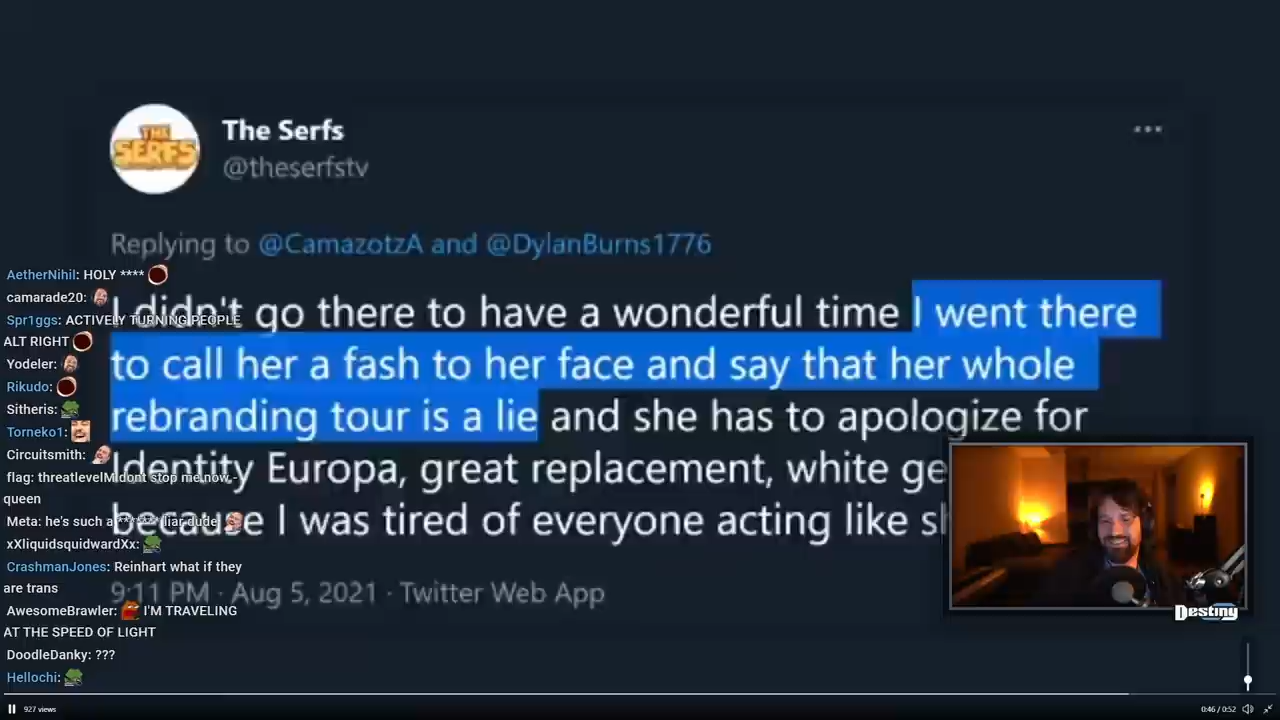 THE
SERFS
The Serfs
@theserfstv
Replying to @CamazotzA and @DylanBurns1776
I didn't go there to have a wonderful time I went there
to call her a fash to her face and say that her whole
rebranding tour is a lie and she has to apologize for
Identity Europa, great replacement, white ge
because I was tired of everyone acting like sh
9:11 PM · Aug 5, 2021 · Twitter Web App
AetherNihil: HOLY ****
camarade20:
Spr1ggs: ACTIVELY TURNING PEOPLE
ALT RIGHT
Yodeler:
Rikudo:
Sitheris:
Torneko1:
Circuitsmith:
flag: threatlevelMidont stop me now -
queen
Meta: he's such a ****** liar dude
xXliquidsquidwardXx:
CrashmanJones: Reinhart what if they
are trans
AwesomeBrawler: I'M TRAVELING
AT THE SPEED OF LIGHT
DoodleDanky: ???
Hellochi:
Destiny
927 views
0:46 / 0:52